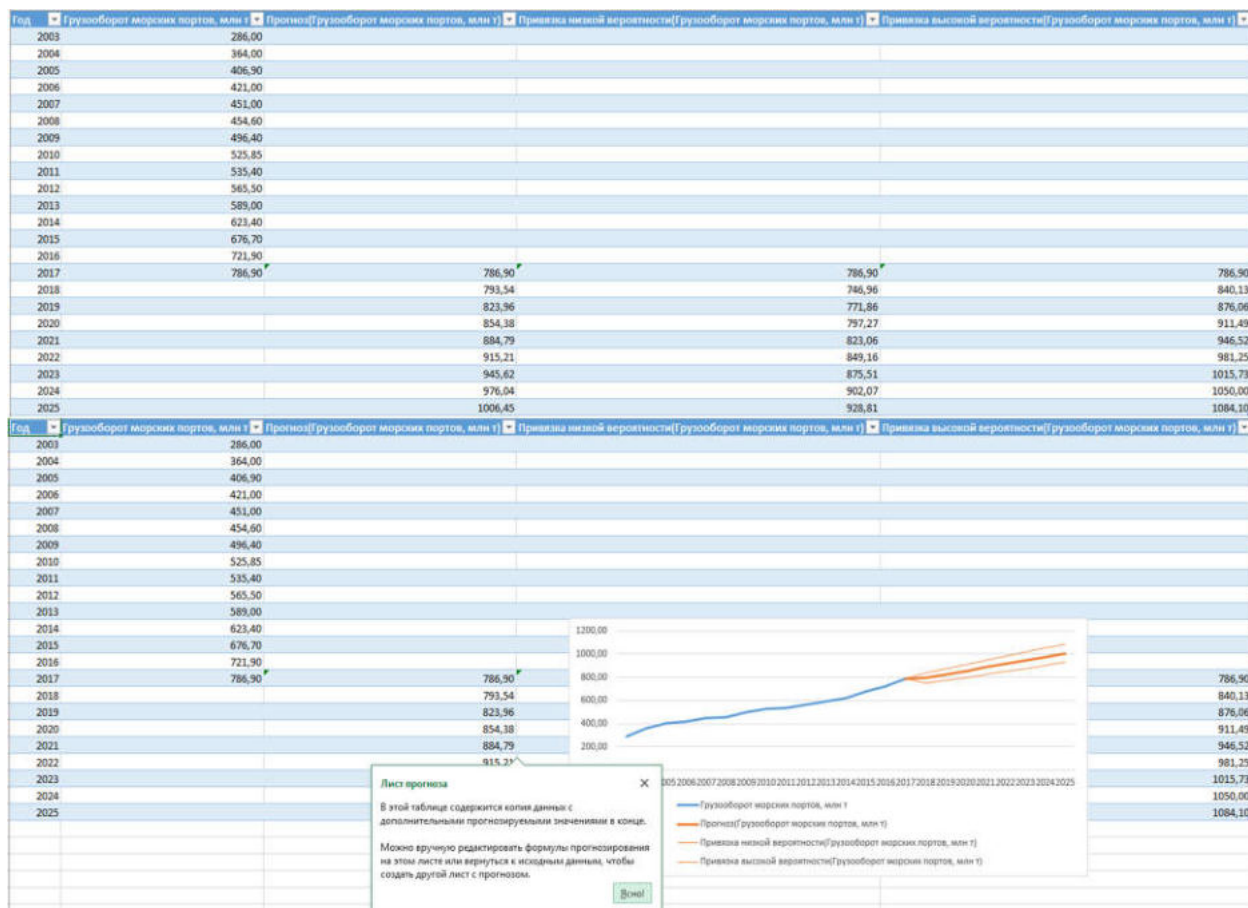 Год Грузооборот морских портов, млн т Прогноз(Грузооборот морских портов, млн т) Привязка низкой вероятности(Грузооборот морских портов, млн т) Привязка высокой вероятности(Грузооборот морских портов, млн т)
2003 286,00
2004 364,00
2005 406,90
2006 421,00
2007 451,00
2008 454,60
2009 496,40
2010 525,85
2011 535,40
2012 565,50
2013 589,00
2014 623,40
2015 676,70
2016 721,90
2017 786,90 786,90 786,90 786,90
2018 793,54 746,96 840,13
2019 823,96 771,86 876,06
2020 854,38 797,27 911,49
2021 884,79 823,06 946,52
2022 915,21 849,16 981,25
2023 945,62 875,51 1015,73
2024 976,04 902,07 1050,00
2025 1006,45 928,81 1084,10
Год Грузооборот морских портов, млн т Прогноз(Грузооборот морских портов, млн т) Привязка низкой вероятности(Грузооборот морских портов, млн т) Привязка высокой вероятности(Грузооборот морских портов, млн т)
2003 286,00
2004 364,00
2005 406,90
2006 421,00
2007 451,00
2008 454,60
2009 496,40
2010 525,85
2011 535,40
2012 565,50
2013 589,00
2014 623,40
2015 676,70
2016 721,90
2017 786,90 786,90 786,90
2018 793,54 840,13
2019 823,96 876,06
2020 854,38 911,49
2021 884,79 946,52
2022 915,21 981,25
2023 1015,73
2024 1050,00
2025 1084,10
1200,00
1000,00
800,00
600,00
400,00
200,00
005 2006 2007 2008 2009 2010 2011 2012 2013 2014 2015 2016 2017 2018 2019 2020 2021 2022 2023 2024 2025
Грузооборот морских портов, млн т
Прогноз(Грузооборот морских портов, млн т)
Привязка низкой вероятности(Грузооборот морских портов, млн т)
Привязка высокой вероятности(Грузооборот морских портов, млн т)
Лист прогноза
В этой таблице содержится копия данных с
дополнительными прогнозируемыми значениями в конце.
Можно вручную редактировать формулы прогнозирования
на этом листе или вернуться к исходным данным, чтобы
создать другой лист с прогнозом.
Ясно!